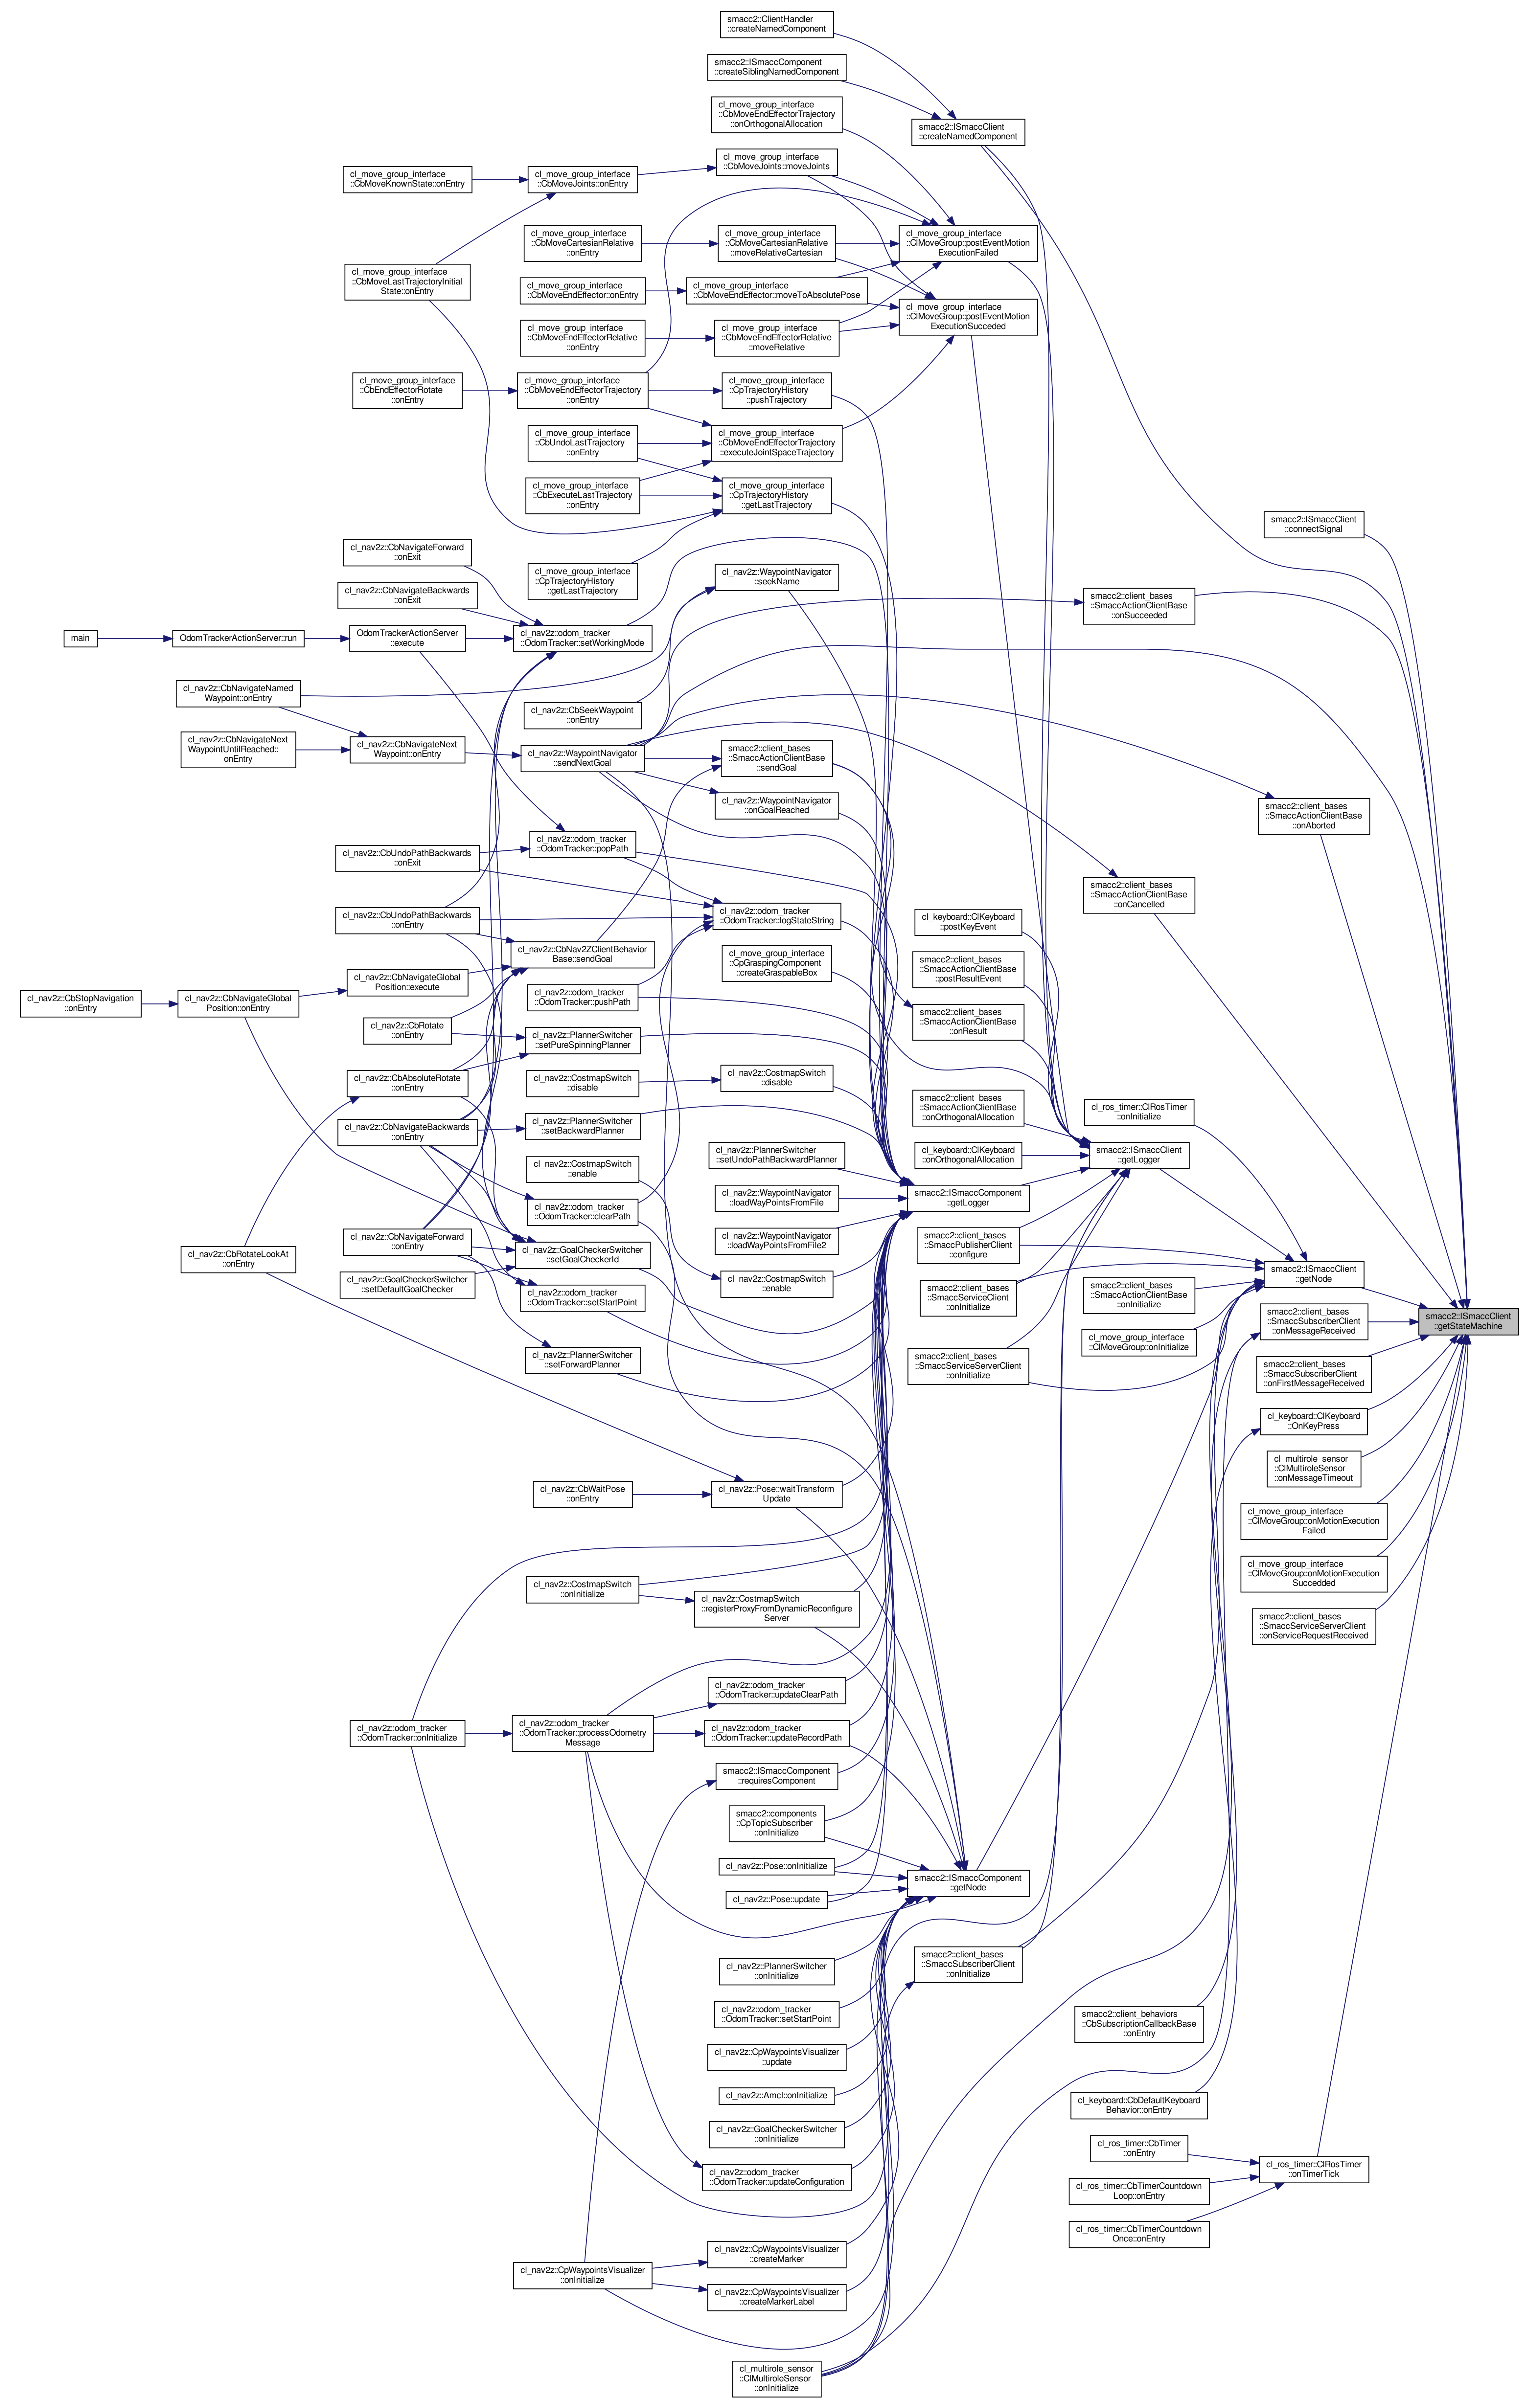 smacc2::ClientHandler
::createNamedComponent
smacc2::ISmaccComponent
::createSiblingNamedComponent
cl_move_group_interface
::CbMoveEndEffectorTrajectory
::onOrthogonalAllocation
smacc2::ISmaccClient
::createNamedComponent
cl_move_group_interface
::CbMoveJoints::moveJoints
cl_move_group_interface
::CbMoveKnownState::onEntry
cl_move_group_interface
::CbMoveJoints::onEntry
cl_move_group_interface
::CbMoveCartesianRelative
::onEntry
cl_move_group_interface
::CbMoveCartesianRelative
::moveRelativeCartesian
cl_move_group_interface
::ClMoveGroup::postEventMotion
ExecutionFailed
cl_move_group_interface
::CbMoveLastTrajectoryInitial
State::onEntry
cl_move_group_interface
::CbMoveEndEffector::onEntry
cl_move_group_interface
::CbMoveEndEffector::moveToAbsolutePose
cl_move_group_interface
::ClMoveGroup::postEventMotion
ExecutionSucceded
cl_move_group_interface
::CbMoveEndEffectorRelative
::onEntry
cl_move_group_interface
::CbMoveEndEffectorRelative
::moveRelative
cl_move_group_interface
::CbEndEffectorRotate
::onEntry
cl_move_group_interface
::CbMoveEndEffectorTrajectory
::onEntry
cl_move_group_interface
::CpTrajectoryHistory
::pushTrajectory
cl_move_group_interface
::CbUndoLastTrajectory
::onEntry
cl_move_group_interface
::CbMoveEndEffectorTrajectory
::executeJointSpaceTrajectory
cl_move_group_interface
::CbExecuteLastTrajectory
::onEntry
cl_move_group_interface
::CpTrajectoryHistory
::getLastTrajectory
smacc2::ISmaccClient
::connectSignal
cl_nav2z::CbNavigateForward
::onExit
cl_move_group_interface
::CpTrajectoryHistory
::getLastTrajectory
cl_nav2z::WaypointNavigator
::seekName
cl_nav2z::CbNavigateBackwards
::onExit
smacc2::client_bases
::SmaccActionClientBase
::onSucceeded
main
OdomTrackerActionServer::run
OdomTrackerActionServer
::execute
cl_nav2z::odom_tracker
::OdomTracker::setWorkingMode
cl_nav2z::CbNavigateNamed
Waypoint::onEntry
cl_nav2z::CbSeekWaypoint
::onEntry
cl_nav2z::CbNavigateNext
WaypointUntilReached::
onEntry
cl_nav2z::CbNavigateNext
Waypoint::onEntry
cl_nav2z::WaypointNavigator
::sendNextGoal
smacc2::client_bases
::SmaccActionClientBase
::sendGoal
cl_nav2z::WaypointNavigator
::onGoalReached
smacc2::client_bases
::SmaccActionClientBase
::onAborted
cl_nav2z::odom_tracker
::OdomTracker::popPath
cl_nav2z::CbUndoPathBackwards
::onExit
smacc2::client_bases
::SmaccActionClientBase
::onCancelled
cl_nav2z::CbUndoPathBackwards
::onEntry
cl_nav2z::odom_tracker
::OdomTracker::logStateString
cl_keyboard::ClKeyboard
::postKeyEvent
cl_nav2z::CbNav2ZClientBehavior
Base::sendGoal
cl_move_group_interface
::CpGraspingComponent
::createGraspableBox
smacc2::client_bases
::SmaccActionClientBase
::postResultEvent
cl_nav2z::CbStopNavigation
::onEntry
cl_nav2z::CbNavigateGlobal
Position::onEntry
cl_nav2z::CbNavigateGlobal
Position::execute
cl_nav2z::odom_tracker
::OdomTracker::pushPath
smacc2::client_bases
::SmaccActionClientBase
::onResult
cl_nav2z::CbRotate
::onEntry
cl_nav2z::PlannerSwitcher
::setPureSpinningPlanner
cl_nav2z::CbAbsoluteRotate
::onEntry
cl_nav2z::CostmapSwitch
::disable
cl_nav2z::CostmapSwitch
::disable
smacc2::client_bases
::SmaccActionClientBase
::onOrthogonalAllocation
cl_ros_timer::ClRosTimer
::onInitialize
cl_nav2z::CbNavigateBackwards
::onEntry
cl_nav2z::PlannerSwitcher
::setBackwardPlanner
cl_nav2z::PlannerSwitcher
::setUndoPathBackwardPlanner
cl_keyboard::ClKeyboard
::onOrthogonalAllocation
smacc2::ISmaccClient
::getLogger
cl_nav2z::CostmapSwitch
::enable
cl_nav2z::WaypointNavigator
::loadWayPointsFromFile
smacc2::ISmaccComponent
::getLogger
cl_nav2z::odom_tracker
::OdomTracker::clearPath
cl_nav2z::CbNavigateForward
::onEntry
cl_nav2z::WaypointNavigator
::loadWayPointsFromFile2
smacc2::client_bases
::SmaccPublisherClient
::configure
cl_nav2z::CbRotateLookAt
::onEntry
cl_nav2z::GoalCheckerSwitcher
::setGoalCheckerId
smacc2::ISmaccClient
::getNode
cl_nav2z::GoalCheckerSwitcher
::setDefaultGoalChecker
cl_nav2z::odom_tracker
::OdomTracker::setStartPoint
cl_nav2z::CostmapSwitch
::enable
smacc2::client_bases
::SmaccServiceClient
::onInitialize
smacc2::client_bases
::SmaccActionClientBase
::onInitialize
smacc2::client_bases
::SmaccSubscriberClient
::onMessageReceived
smacc2::ISmaccClient
::getStateMachine
cl_move_group_interface
::ClMoveGroup::onInitialize
cl_nav2z::PlannerSwitcher
::setForwardPlanner
smacc2::client_bases
::SmaccServiceServerClient
::onInitialize
smacc2::client_bases
::SmaccSubscriberClient
::onFirstMessageReceived
cl_keyboard::ClKeyboard
::OnKeyPress
cl_multirole_sensor
::ClMultiroleSensor
::onMessageTimeout
cl_nav2z::CbWaitPose
::onEntry
cl_nav2z::Pose::waitTransform
Update
cl_move_group_interface
::ClMoveGroup::onMotionExecution
Failed
cl_move_group_interface
::ClMoveGroup::onMotionExecution
Succedded
cl_nav2z::CostmapSwitch
::onInitialize
cl_nav2z::CostmapSwitch
::registerProxyFromDynamicReconfigure
Server
smacc2::client_bases
::SmaccServiceServerClient
::onServiceRequestReceived
cl_nav2z::odom_tracker
::OdomTracker::updateClearPath
cl_nav2z::odom_tracker
::OdomTracker::onInitialize
cl_nav2z::odom_tracker
::OdomTracker::processOdometry
Message
cl_nav2z::odom_tracker
::OdomTracker::updateRecordPath
smacc2::ISmaccComponent
::requiresComponent
smacc2::components
::CpTopicSubscriber
::onInitialize
cl_nav2z::Pose::onInitialize
smacc2::ISmaccComponent
::getNode
cl_nav2z::Pose::update
cl_nav2z::PlannerSwitcher
::onInitialize
smacc2::client_bases
::SmaccSubscriberClient
::onInitialize
cl_nav2z::odom_tracker
::OdomTracker::setStartPoint
smacc2::client_behaviors
::CbSubscriptionCallbackBase
::onEntry
cl_nav2z::CpWaypointsVisualizer
::update
cl_nav2z::Amcl::onInitialize
cl_keyboard::CbDefaultKeyboard
Behavior::onEntry
cl_nav2z::GoalCheckerSwitcher
::onInitialize
cl_ros_timer::CbTimer
::onEntry
cl_nav2z::odom_tracker
::OdomTracker::updateConfiguration
cl_ros_timer::ClRosTimer
::onTimerTick
cl_ros_timer::CbTimerCountdown
Loop::onEntry
cl_ros_timer::CbTimerCountdown
Once::onEntry
cl_nav2z::CpWaypointsVisualizer
::createMarker
cl_nav2z::CpWaypointsVisualizer
::onInitialize
cl_nav2z::CpWaypointsVisualizer
::createMarkerLabel
cl_multirole_sensor
::ClMultiroleSensor
::onInitialize